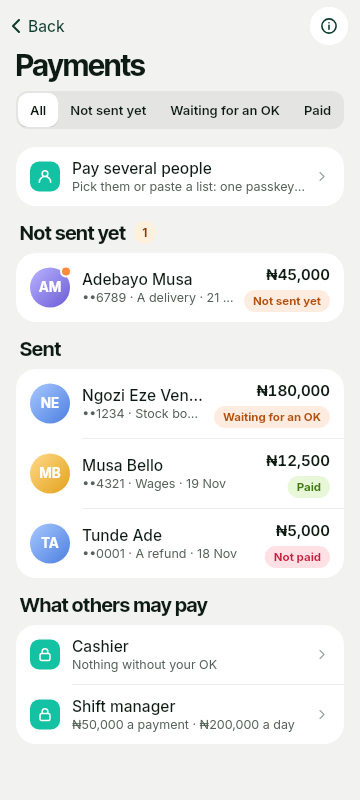 Back
Payments
All Not sent yet Waiting for an OK Paid
Pay several people
Pick them or paste a list: one passkey...
Not sent yet 1
AM Adebayo Musa ₦45,000
••6789 · A delivery · 21 ... Not sent yet
Sent
NE Ngozi Eze Ven... ₦180,000
••1234 · Stock bo... Waiting for an OK
MB Musa Bello ₦12,500
••4321 · Wages · 19 Nov Paid
TA Tunde Ade ₦5,000
••0001 · A refund · 18 Nov Not paid
What others may pay
Cashier
Nothing without your OK
Shift manager
₦50,000 a payment · ₦200,000 a day